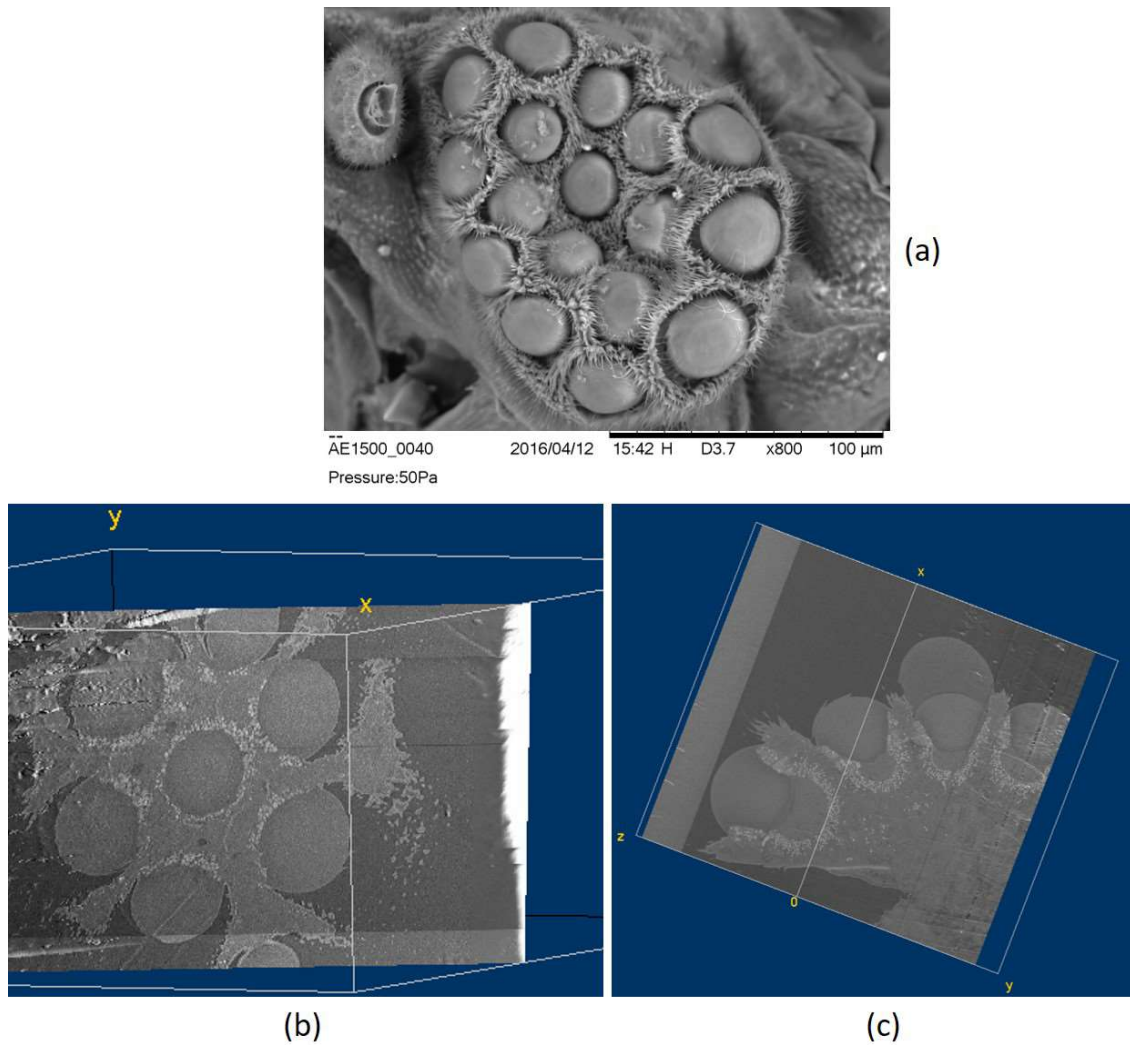 (a)
AE1500_0040 2016/04/12 15:42 H D3.7 x800 100 µm
Pressure:50Pa
y
x
x
z
0
y
(b)
(c)